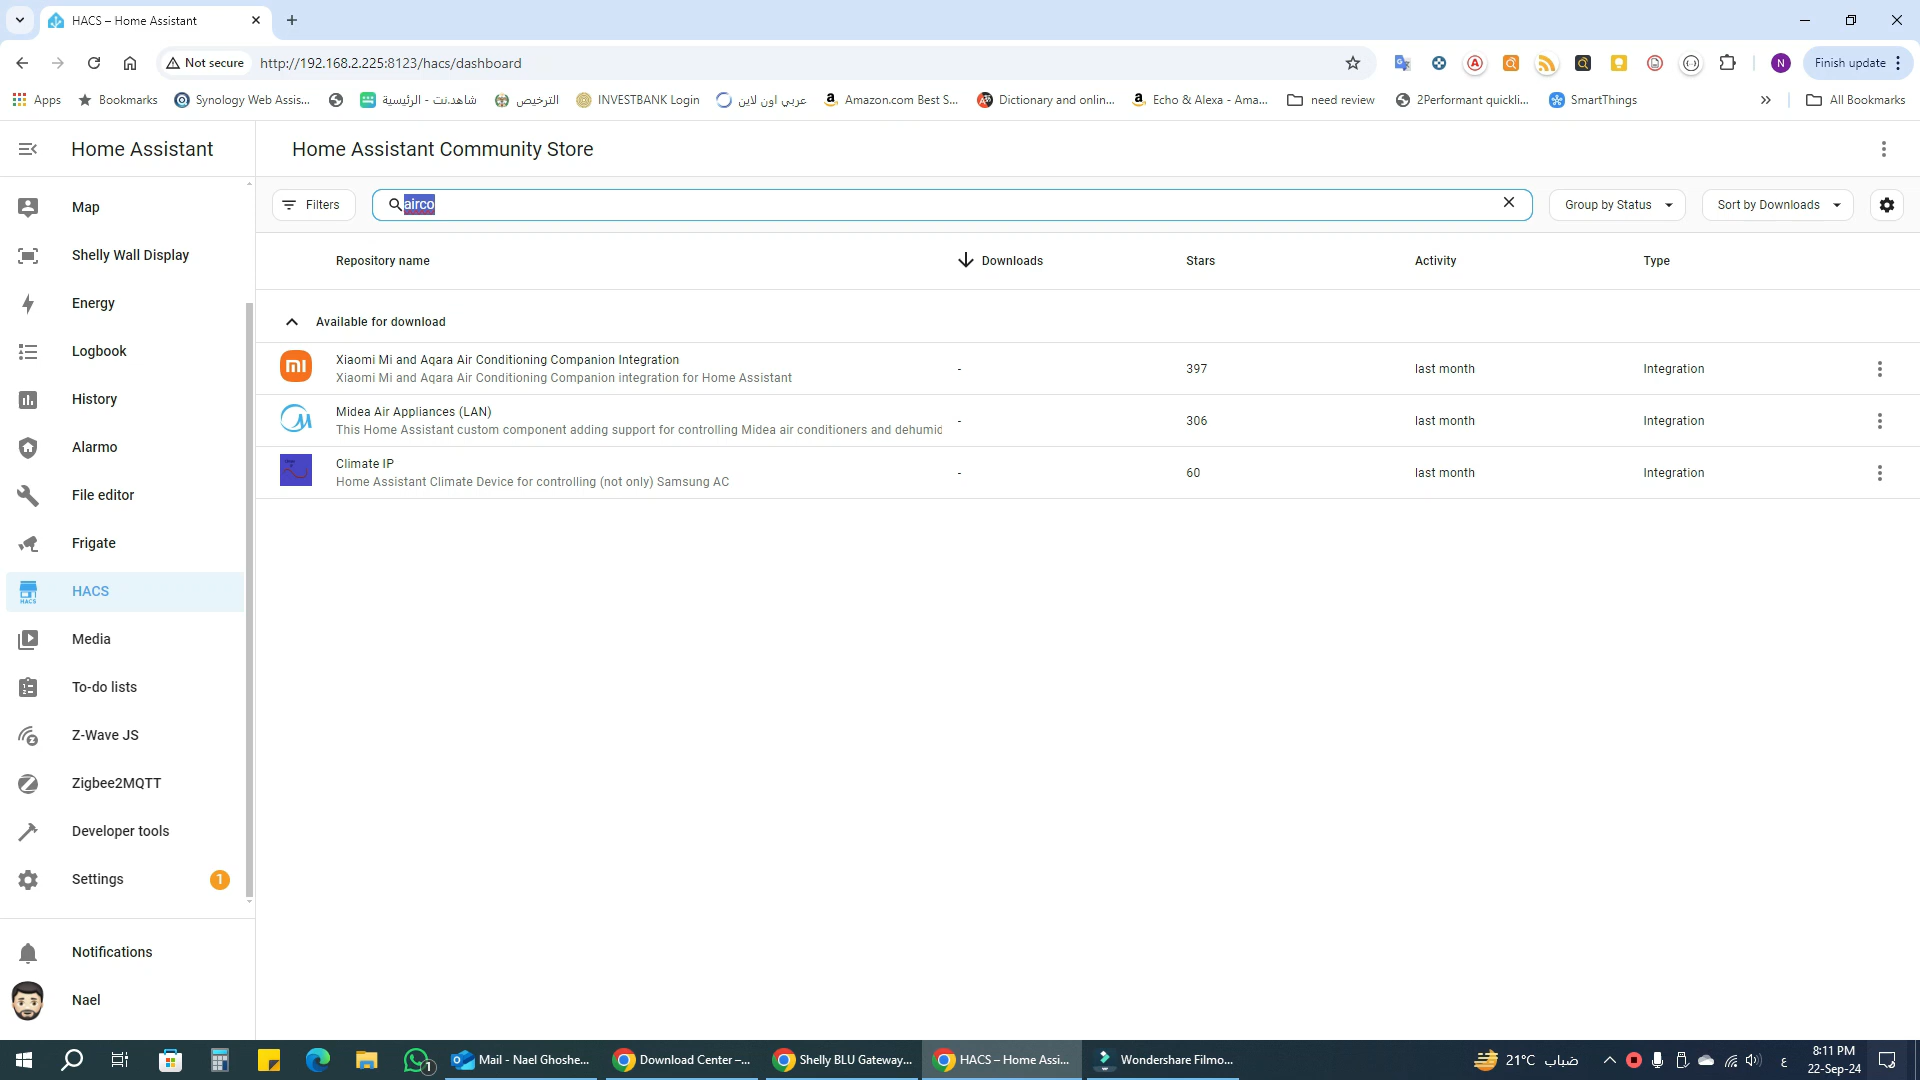 HACS – Home Assistant
Not secure
http://192.168.2.225:8123/hacs/dashboard
N
Finish update
Apps
Bookmarks
Synology Web Assis...
شاهد.نت - الرئيسية
الترخيص
INVESTBANK Login
عربي اون لاين
Amazon.com Best S...
Dictionary and onlin...
Echo & Alexa - Ama...
need review
2Performant quickli...
SmartThings
»
All Bookmarks
Home Assistant
Home Assistant Community Store
Filters
airco
Group by Status
Sort by Downloads
Repository name
Downloads
Stars
Activity
Type
Available for download
Xiaomi Mi and Aqara Air Conditioning Companion Integration
Xiaomi Mi and Aqara Air Conditioning Companion integration for Home Assistant
-
397
last month
Integration
Midea Air Appliances (LAN)
This Home Assistant custom component adding support for controlling Midea air conditioners and dehumid
-
306
last month
Integration
Climate IP
Home Assistant Climate Device for controlling (not only) Samsung AC
-
60
last month
Integration
Map
Shelly Wall Display
Energy
Logbook
History
Alarmo
File editor
Frigate
HACS
HACS
Media
To-do lists
Z-Wave JS
Zigbee2MQTT
Developer tools
Settings
1
Notifications
Nael
1
Mail - Nael Ghoshe...
Download Center –...
Shelly BLU Gateway...
HACS – Home Assi...
Wondershare Filmo...
21°C
ضباب
ع
8:11 PM
22-Sep-24